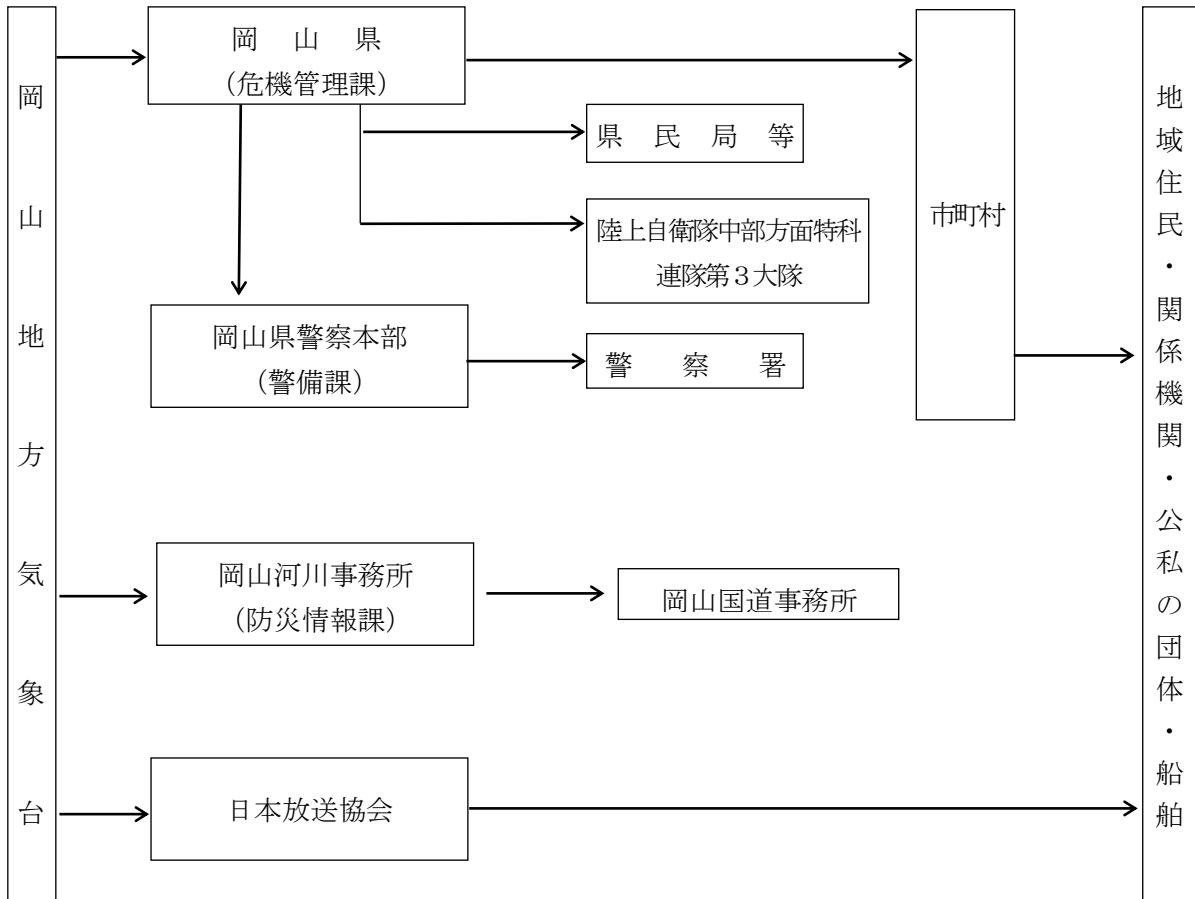 岡山地方気象台
岡　山　県
（危機管理課）
県　民　局　等
陸上自衛隊中部方面特科
連隊第３大隊
岡山県警察本部
（警備課）
警　察　署
市町村
岡山河川事務所
（防災情報課）
岡山国道事務所
日本放送協会
地域住民・関係機関・公私の団体・船舶